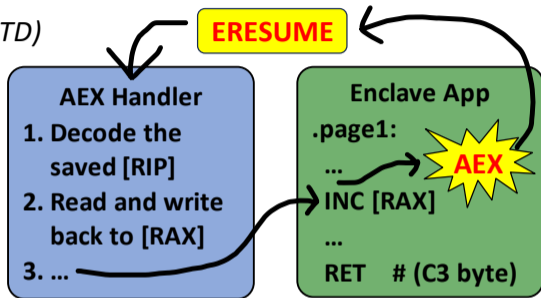 TD)
ERESUME
AEX Handler
1. Decode the
saved [RIP]
2. Read and write
back to [RAX]
3. ...
Enclave App
.page1:
...
AEX
INC [RAX]
...
RET # (C3 byte)